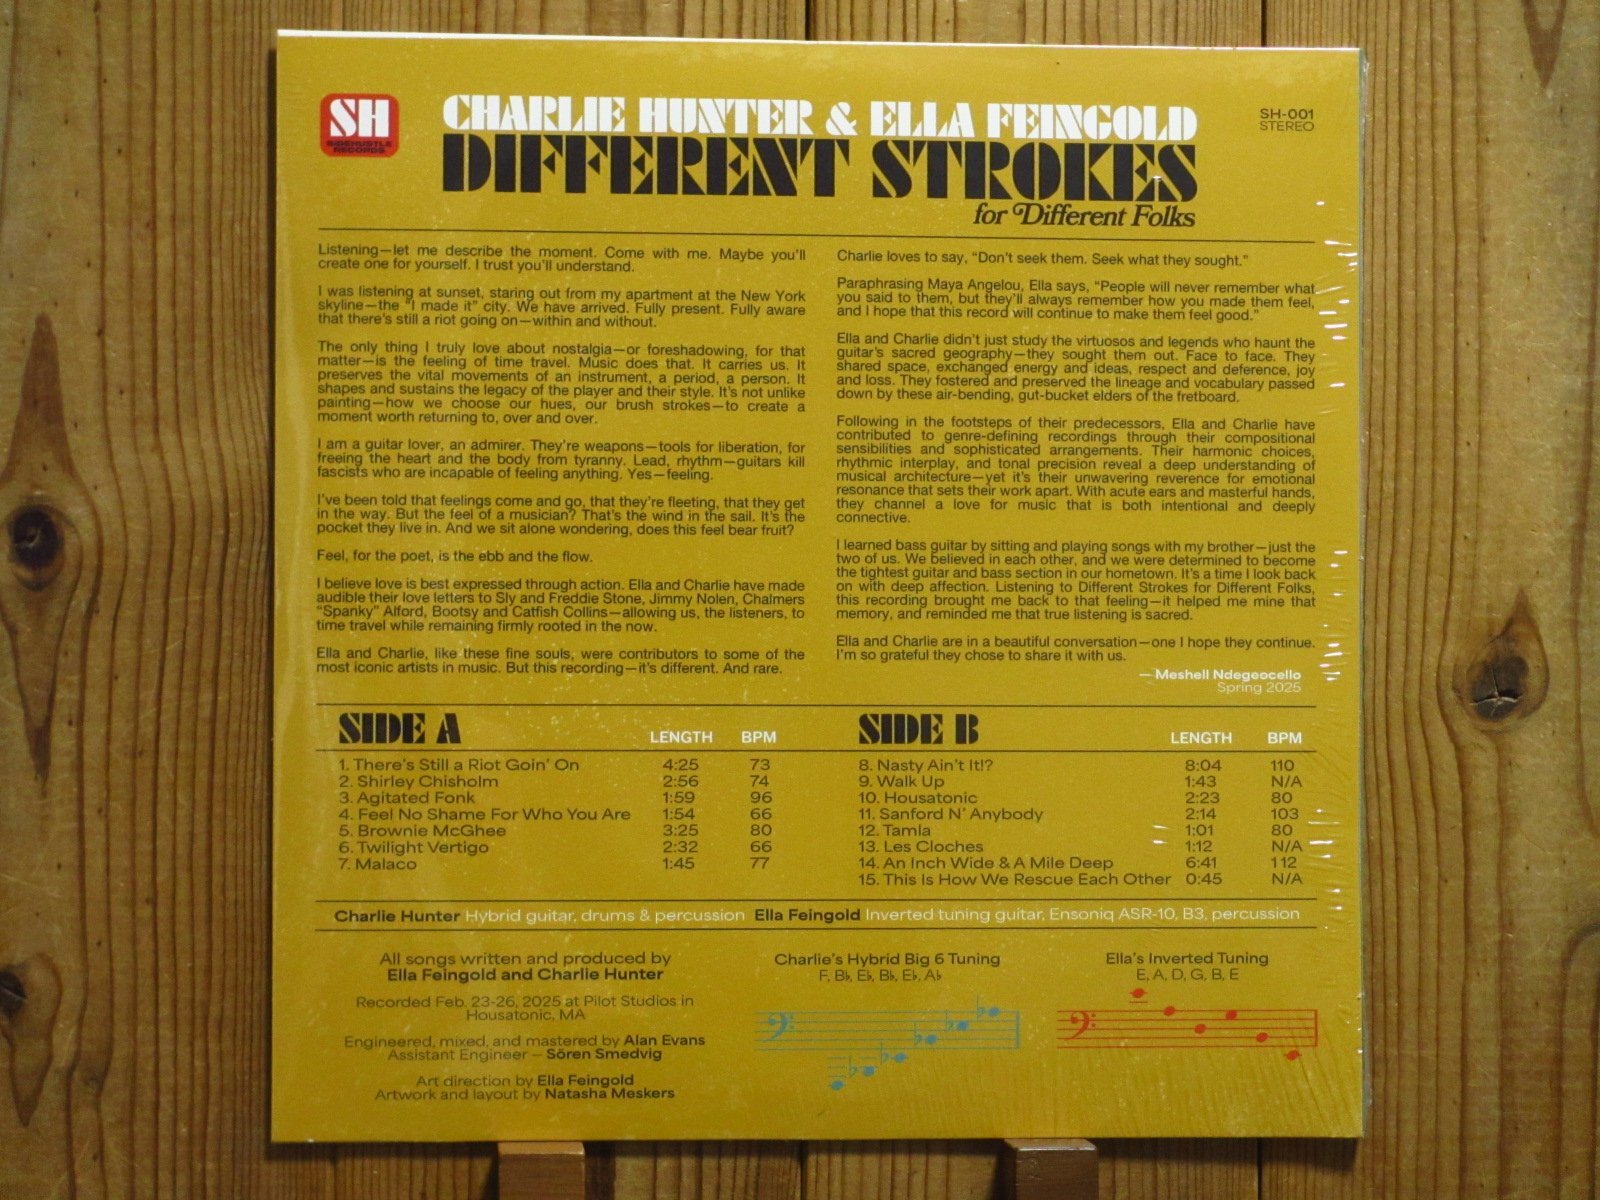 SH
SIDEHUSTLE
RECORDS
CHARLIE HUNTER & ELLA FEINGOLD
DIFFERENT STROKES
for Different Folks
SH-001
STEREO
Listening—let me describe the moment. Come with me. Maybe you'll
create one for yourself. I trust you'll understand.
I was listening at sunset, staring out from my apartment at the New York
skyline—the "I made it" city. We have arrived. Fully present. Fully aware
that there's still a riot going on—within and without.
The only thing I truly love about nostalgia—or foreshadowing, for that
matter—is the feeling of time travel. Music does that. It carries us. It
preserves the vital movements of an instrument, a period, a person. It
shapes and sustains the legacy of the player and their style. It's not unlike
painting—how we choose our hues, our brush strokes—to create a
moment worth returning to, over and over.
I am a guitar lover, an admirer. They're weapons—tools for liberation, for
freeing the heart and the body from tyranny. Lead, rhythm—guitars kill
fascists who are incapable of feeling anything. Yes—feeling.
I've been told that feelings come and go, that they're fleeting, that they get
in the way. But the feel of a musician? That's the wind in the sail. It's the
pocket they live in. And we sit alone wondering, does this feel bear fruit?
Feel, for the poet, is the ebb and the flow.
I believe love is best expressed through action. Ella and Charlie have made
audible their love letters to Sly and Freddie Stone, Jimmy Nolen, Chalmers
"Spanky" Alford, Bootsy and Catfish Collins—allowing us, the listeners, to
time travel while remaining firmly rooted in the now.
Ella and Charlie, like these fine souls, were contributors to some of the
most iconic artists in music. But this recording—it's different. And rare.
Charlie loves to say, "Don't seek them. Seek what they sought."
Paraphrasing Maya Angelou, Ella says, "People will never remember what
you said to them, but they'll always remember how you made them feel,
and I hope that this record will continue to make them feel good."
Ella and Charlie didn't just study the virtuosos and legends who haunt the
guitar's sacred geography—they sought them out. Face to face. They
shared space, exchanged energy and ideas, respect and deference, joy
and loss. They fostered and preserved the lineage and vocabulary passed
down by these air-bending, gut-bucket elders of the fretboard.
Following in the footsteps of their predecessors, Ella and Charlie have
contributed to genre-defining recordings through their compositional
sensibilities and sophisticated arrangements. Their harmonic choices,
rhythmic interplay, and tonal precision reveal a deep understanding of
musical architecture—yet it's their unwavering reverence for emotional
resonance that sets their work apart. With acute ears and masterful hands,
they channel a love for music that is both intentional and deeply
connective.
I learned bass guitar by sitting and playing songs with my brother—just the
two of us. We believed in each other, and we were determined to become
the tightest guitar and bass section in our hometown. It's a time I look back
on with deep affection. Listening to Different Strokes for Different Folks,
this recording brought me back to that feeling—it helped me mine that
memory, and reminded me that true listening is sacred.
Ella and Charlie are in a beautiful conversation—one I hope they continue.
I'm so grateful they chose to share it with us.
— Meshell Ndegeocello
Spring 2025
SIDE A LENGTH BPM
1. There's Still a Riot Goin' On 4:25 73
2. Shirley Chisholm 2:56 74
3. Agitated Fonk 1:59 96
4. Feel No Shame For Who You Are 1:54 66
5. Brownie McGhee 3:25 80
6. Twilight Vertigo 2:32 66
7. Malaco 1:45 77
SIDE B LENGTH BPM
8. Nasty Ain't It!? 8:04 110
9. Walk Up 1:43 N/A
10. Housatonic 2:23 80
11. Sanford N' Anybody 2:14 103
12. Tamla 1:01 80
13. Les Cloches 1:12 N/A
14. An Inch Wide & A Mile Deep 6:41 112
15. This Is How We Rescue Each Other 0:45 N/A
Charlie Hunter Hybrid guitar, drums & percussion Ella Feingold Inverted tuning guitar, Ensoniq ASR-10, B3, percussion
All songs written and produced by
Ella Feingold and Charlie Hunter
Recorded Feb. 23-26, 2025 at Pilot Studios in
Housatonic, MA
Engineered, mixed, and mastered by Alan Evans
Assistant Engineer – Sören Smedvig
Art direction by Ella Feingold
Artwork and layout by Natasha Meskers
Charlie's Hybrid Big 6 Tuning
F, B♭, E♭, B♭, E♭, A♭
Ella's Inverted Tuning
E, A, D, G, B, E